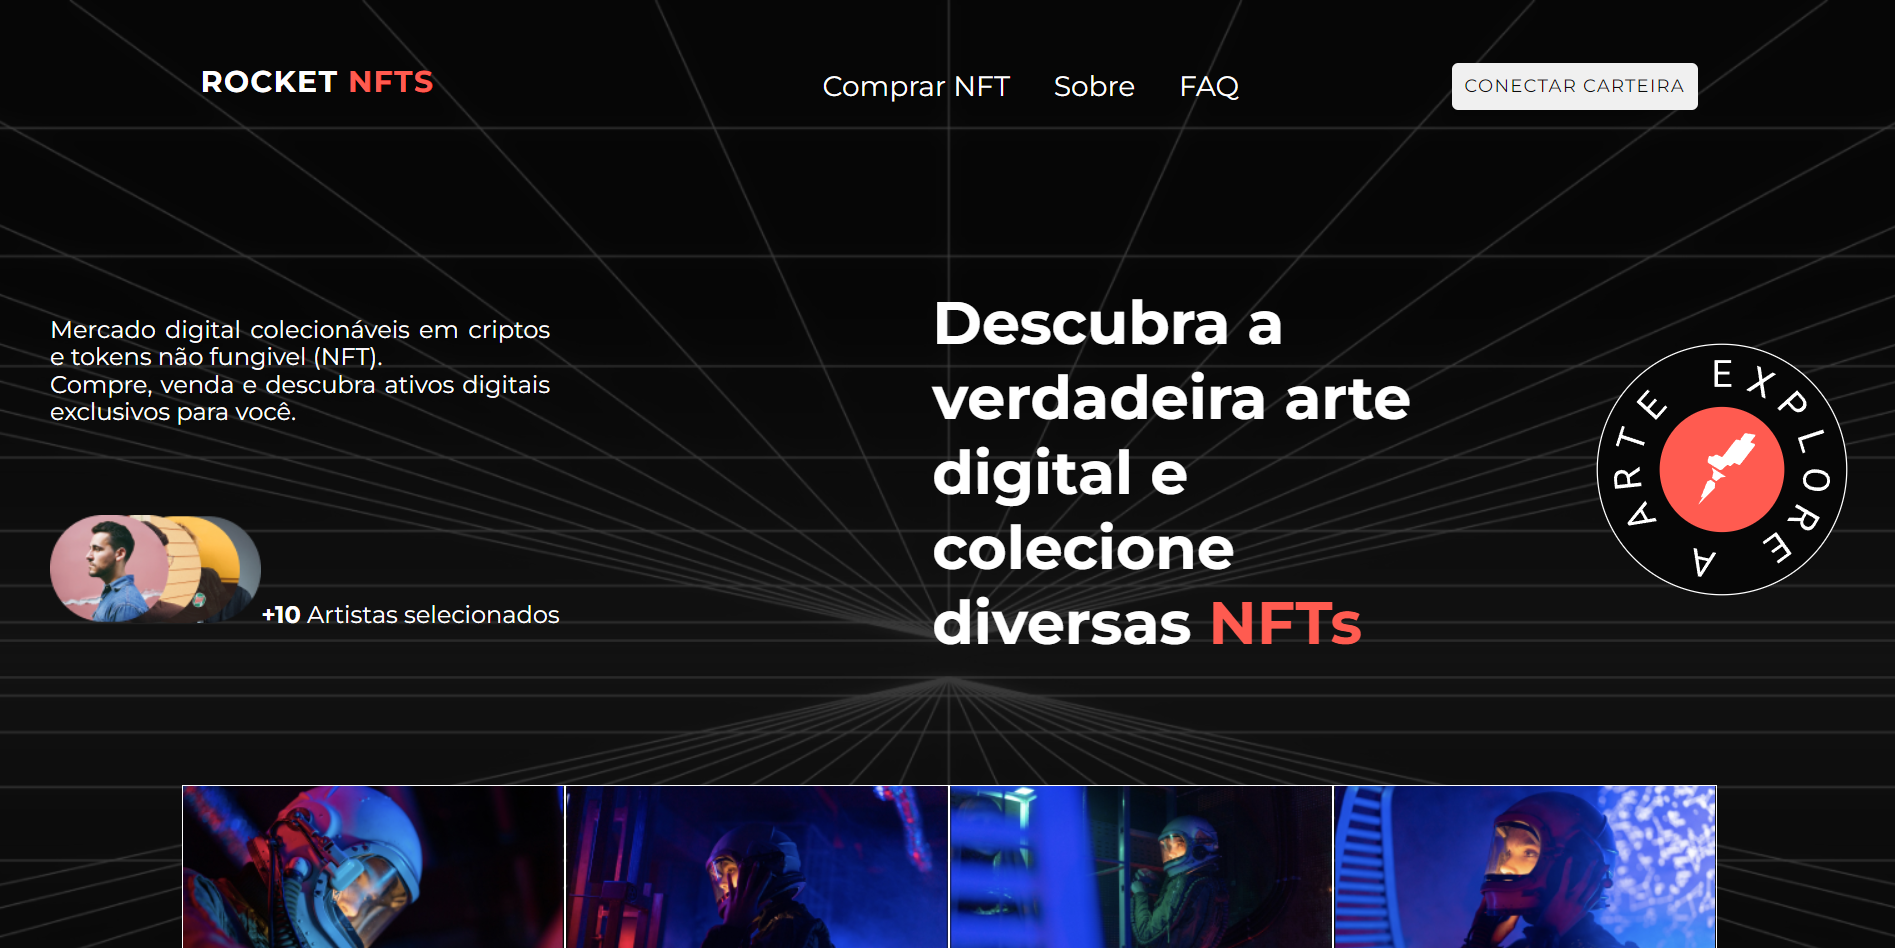 ROCKET NFTS
Comprar NFT
Sobre
FAQ
CONECTAR CARTEIRA
Mercado digital colecionáveis em criptos
e tokens não fungivel (NFT).
Compre, venda e descubra ativos digitais
exclusivos para você.
+10 Artistas selecionados
Descubra a
verdadeira arte
digital e
colecione
diversas NFTs
EXPLORE A ARTE